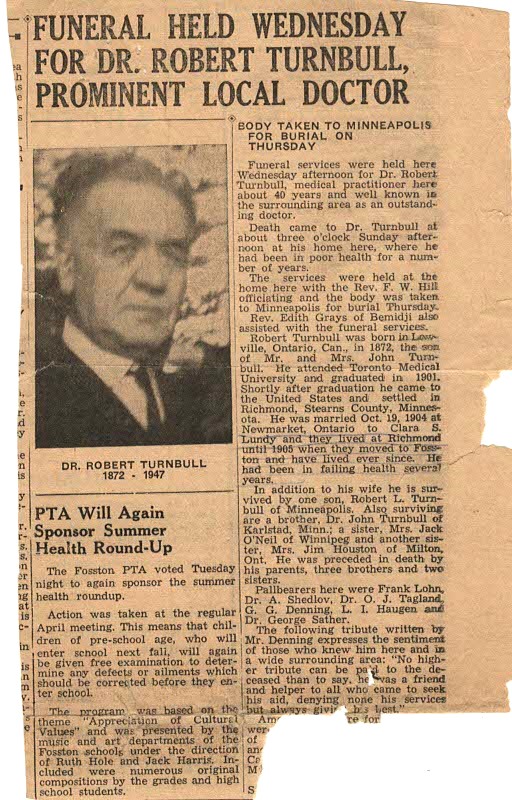 FUNERAL HELD WEDNESDAY
FOR DR. ROBERT TURNBULL,
PROMINENT LOCAL DOCTOR
BODY TAKEN TO MINNEAPOLIS
FOR BURIAL ON
THURSDAY
Funeral services were held here
Wednesday afternoon for Dr. Robert
Turnbull, medical practitioner here
about 40 years and well known in
the surrounding area as an outstand-
ing doctor.
Death came to Dr. Turnbull at
about three o'clock Sunday after-
noon at his home here, where he
had been in poor health for a num-
ber of years.
The services were held at the
home here with the Rev. F. W. Hill
officiating and the body was taken
to Minneapolis for burial Thursday.
Rev. Edith Grays of Bemidji also
assisted with the funeral services.
Robert Turnbull was born in
ville, Ontario, Can., in 1872, the son
of Mr. and Mrs. John Turn-
bull. He attended Toronto Medical
University and graduated in 1901.
Shortly after graduation he came to
the United States and settled in
Richmond, Stearns County, Minnes-
ota. He was married Oct. 19, 1904 at
Newmarket, Ontario to Clara S.
Lundy and they lived at Richmond
until 1905 when they moved to Foss-
ton and have lived ever since. He
had been in failing health several
years.
In addition to his wife he is sur-
vived by one son, Robert L. Turn-
bull of Minneapolis. Also surviving
are a brother, Dr. John Turnbull of
Karlstad, Minn.; a sister, Mrs. Jack
O'Neil of Winnipeg and another sis-
ter, Mrs. Jim Houston of Milton,
Ont. He was preceded in death by
his parents, three brothers and two
sisters.
Pallbearers here were Frank Lohn,
Dr. A. Shedlov, Dr. O. J. Tagland,
G. G. Denning, L. I. Haugen and
Dr. George Sather.
The following tribute written by
Mr. Denning expresses the sentiment
of those who knew him here and in
a wide surrounding area: "No high-
er tribute can be paid to the de-
ceased than to say, he was a friend
and helper to all who came to seek
his aid, denying none his services
but always giving his best."
re for
wer
of
an
Ca
M
S
DR. ROBERT TURNBULL
1872 - 1947
PTA Will Again
Sponsor Summer
Health Round-Up
The Fosston PTA voted Tuesday
night to again sponsor the summer
health roundup.
Action was taken at the regular
April meeting. This means that chil-
dren of pre-school age, who will
enter school next fall, will again
be given free examination to deter-
mine any defects or ailments which
should be corrected before they en-
ter school.
The program was based on the
theme "Appreciation of Cultural
Values" and was presented by the
music and art departments of the
Fosston schools under the direction
of Ruth Hole and Jack Harris. In-
cluded were numerous original
compositions by the grades and high
school students.